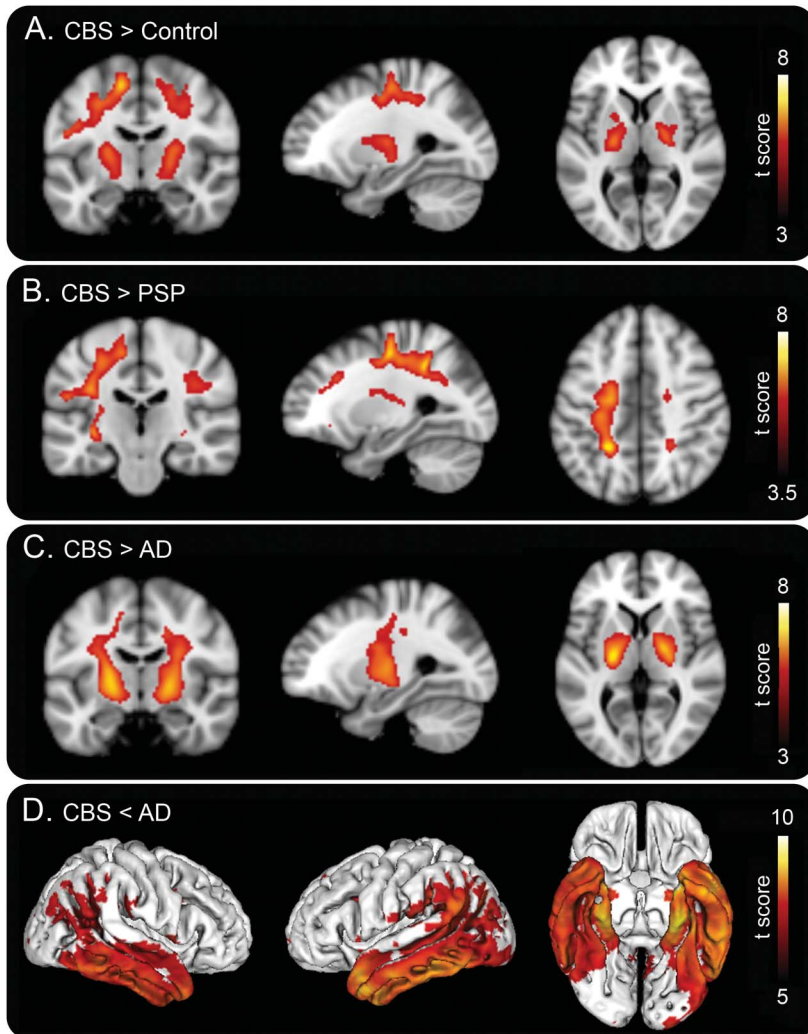 A. CBS > Control
8
t score
3
B. CBS > PSP
8
t score
3.5
C. CBS > AD
8
t score
3
D. CBS < AD
10
t score
5